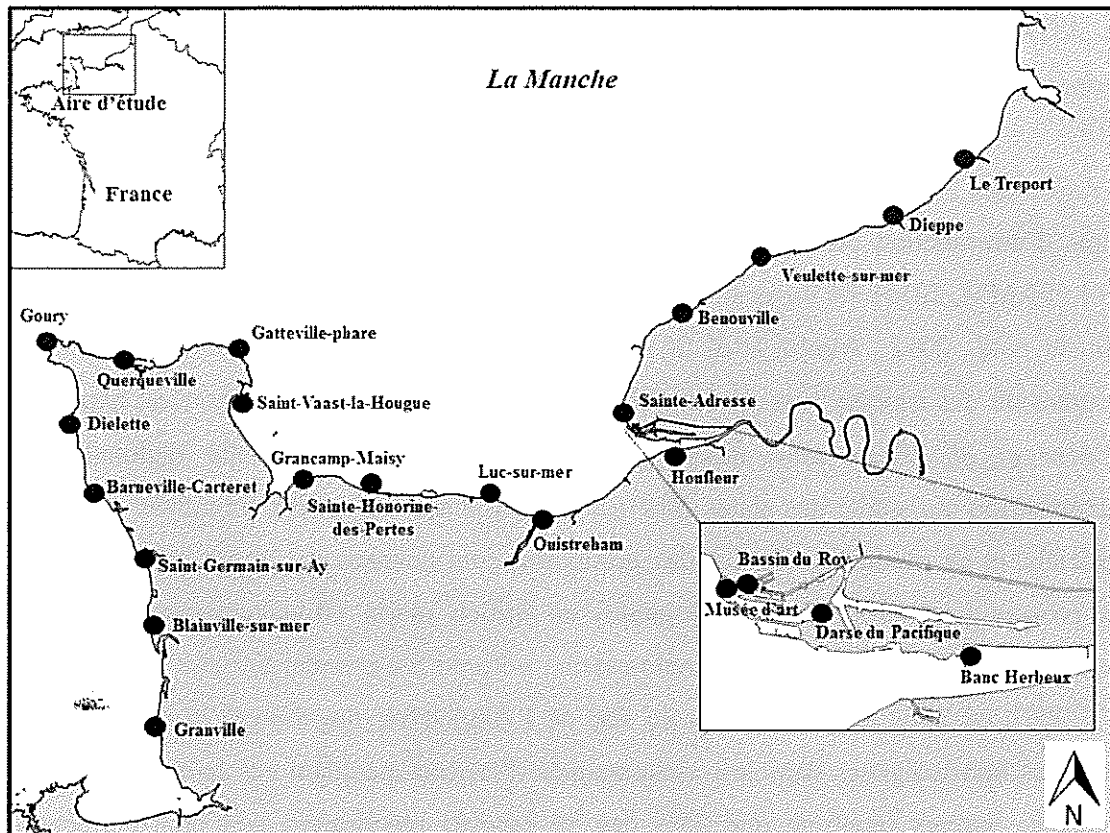 La Manche
Aire d'étude
France
Le Treport
Dieppe
Veulette-sur-mer
Benouville
Goury
Gatteville-phare
Querqueville
Saint-Vaast-la-Hougue
Sainte-Adresse
Dielette
Grancamp-Maisy
Luc-sur-mer
Honfleur
Barneville-Carteret
Sainte-Honorine-
des-Pertes
Ouistreham
Saint-Germain-sur-Ay
Bassin du Roy
Musée d'art
Blainville-sur-mer
Darse du Pacifique
Banc Herbeux
Granville
N